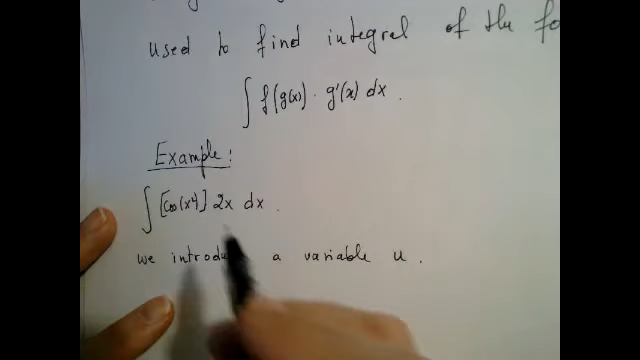 used to find integral of the fo
∫ f(g(x)) · g'(x) dx .
Example:
∫ [cos(x²)] 2x dx .
we introdu a variable u .